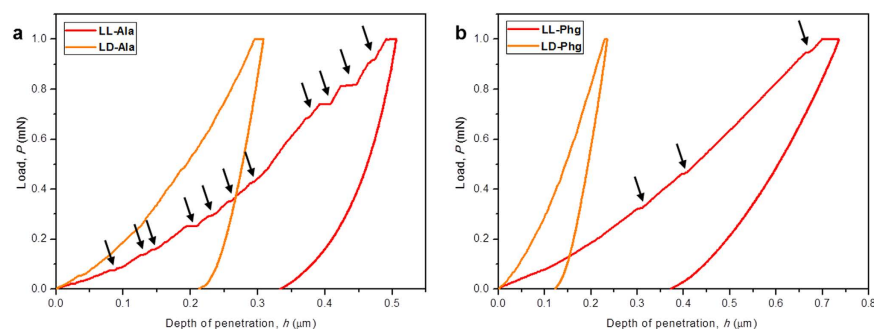 a
LL-Ala
LD-Ala
1.0
0.8
0.6
0.4
0.2
0.0
Load, P (mN)
0.0 0.1 0.2 0.3 0.4 0.5
Depth of penetration, h (μm)
b
LL-Phg
LD-Phg
1.0
0.8
0.6
0.4
0.2
0.0
Load, P (mN)
0.0 0.1 0.2 0.3 0.4 0.5 0.6 0.7 0.8
Depth of penetration, h (μm)